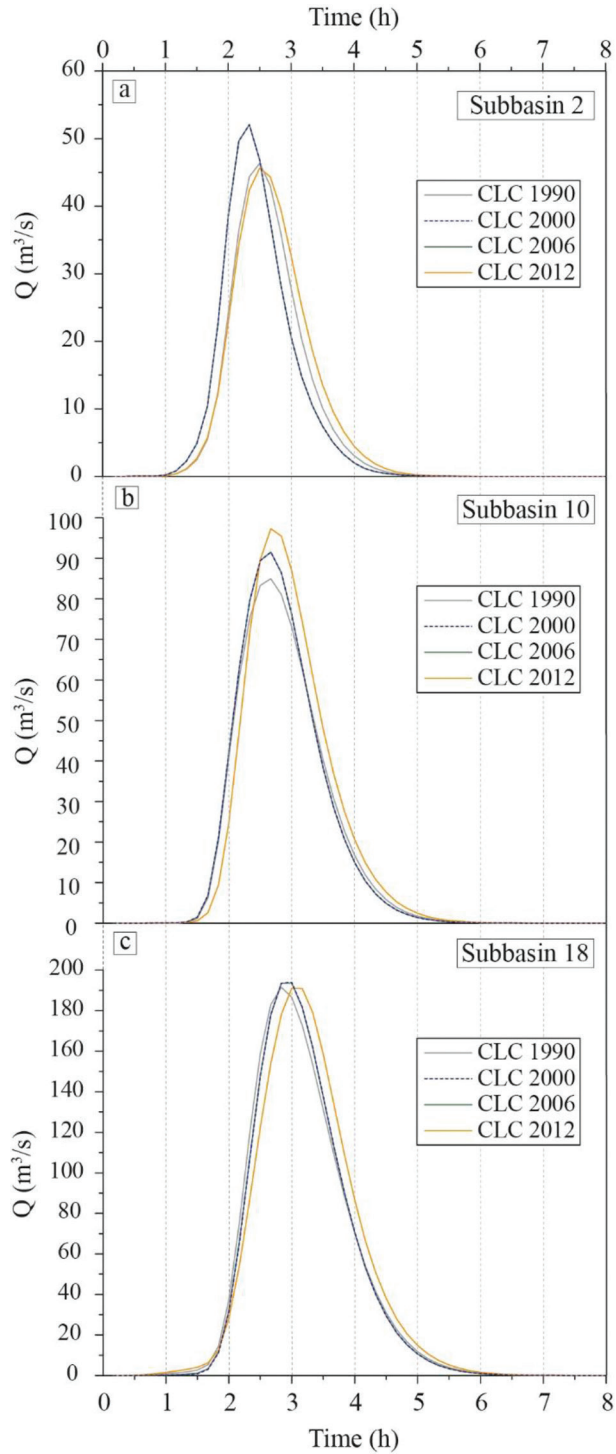 Time (h)
0 1 2 3 4 5 6 7 8
a
Subbasin 2
60
50
40
30
20
10
0
Q (m³/s)
CLC 1990
CLC 2000
CLC 2006
CLC 2012
b
Subbasin 10
100
90
80
70
60
50
40
30
20
10
0
Q (m³/s)
CLC 1990
CLC 2000
CLC 2006
CLC 2012
c
Subbasin 18
200
180
160
140
120
100
80
60
40
20
0
Q (m³/s)
CLC 1990
CLC 2000
CLC 2006
CLC 2012
0 1 2 3 4 5 6 7 8
Time (h)